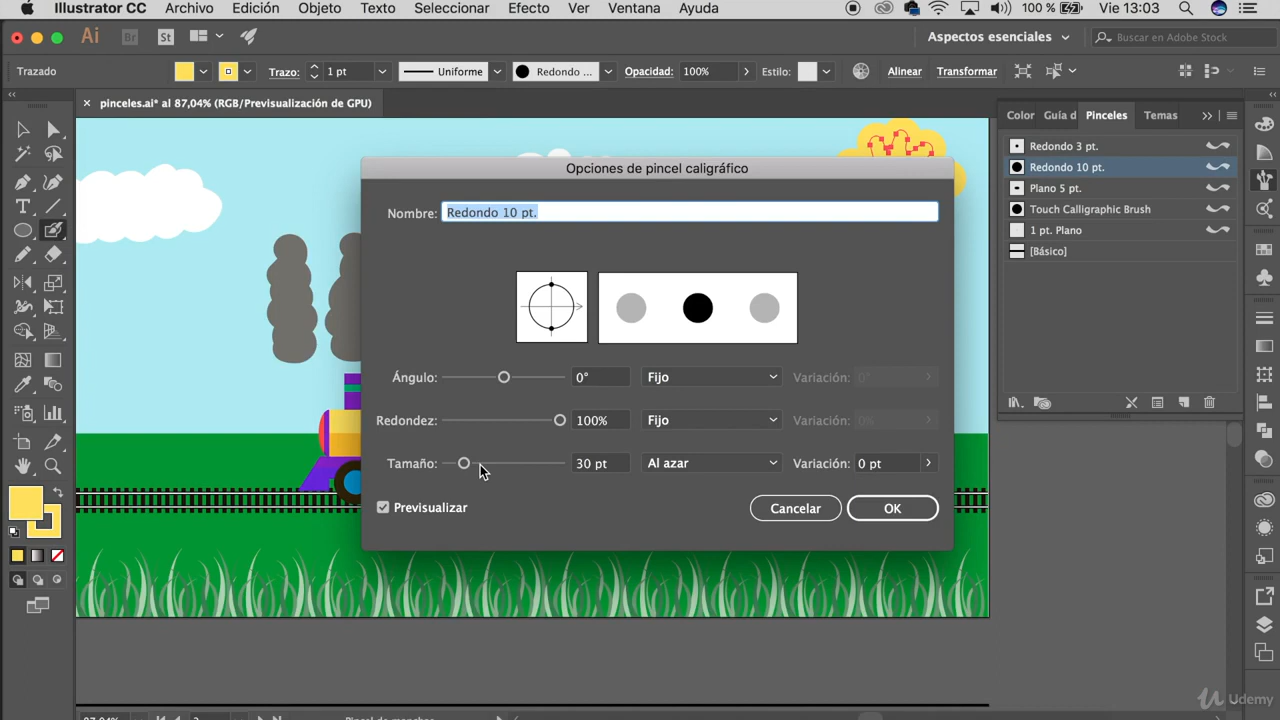 Illustrator CC Archivo Edición Objeto Texto Seleccionar Efecto Ver Ventana Ayuda 100 % Vie 13:03
Ai Br St Aspectos esenciales Buscar en Adobe Stock
Trazado Trazo: 1 pt Uniforme Redondo ... Opacidad: 100% Estilo: Alinear Transformar
× pinceles.ai* al 87,04% (RGB/Previsualización de GPU)
Color Guía d Pinceles Temas
Redondo 3 pt.
Redondo 10 pt.
Plano 5 pt.
Touch Calligraphic Brush
1 pt. Plano
[Básico]
Opciones de pincel caligráfico
Nombre: Redondo 10 pt.
Ángulo: 0° Fijo Variación: 0°
Redondez: 100% Fijo Variación: 0%
Tamaño: 30 pt Al azar Variación: 0 pt
Previsualizar Cancelar OK
Udemy